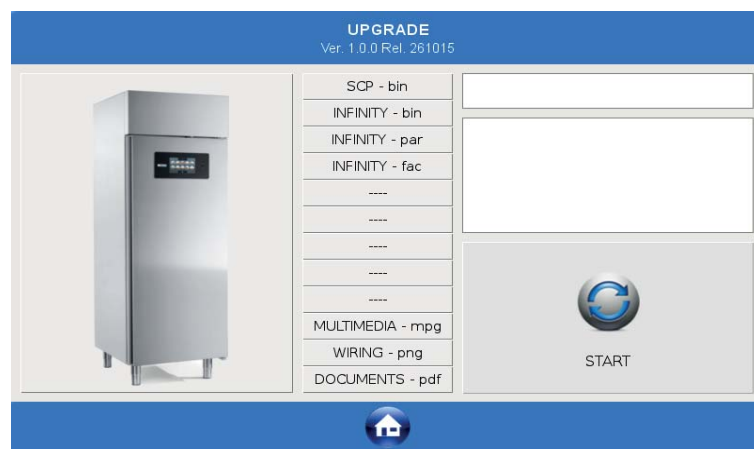 UPGRADE
Ver. 1.0.0 Rel. 261015
SCP - bin
INFINITY - bin
INFINITY - par
INFINITY - fac
----
----
----
----
----
MULTIMEDIA - mpg
WIRING - png
DOCUMENTS - pdf
START